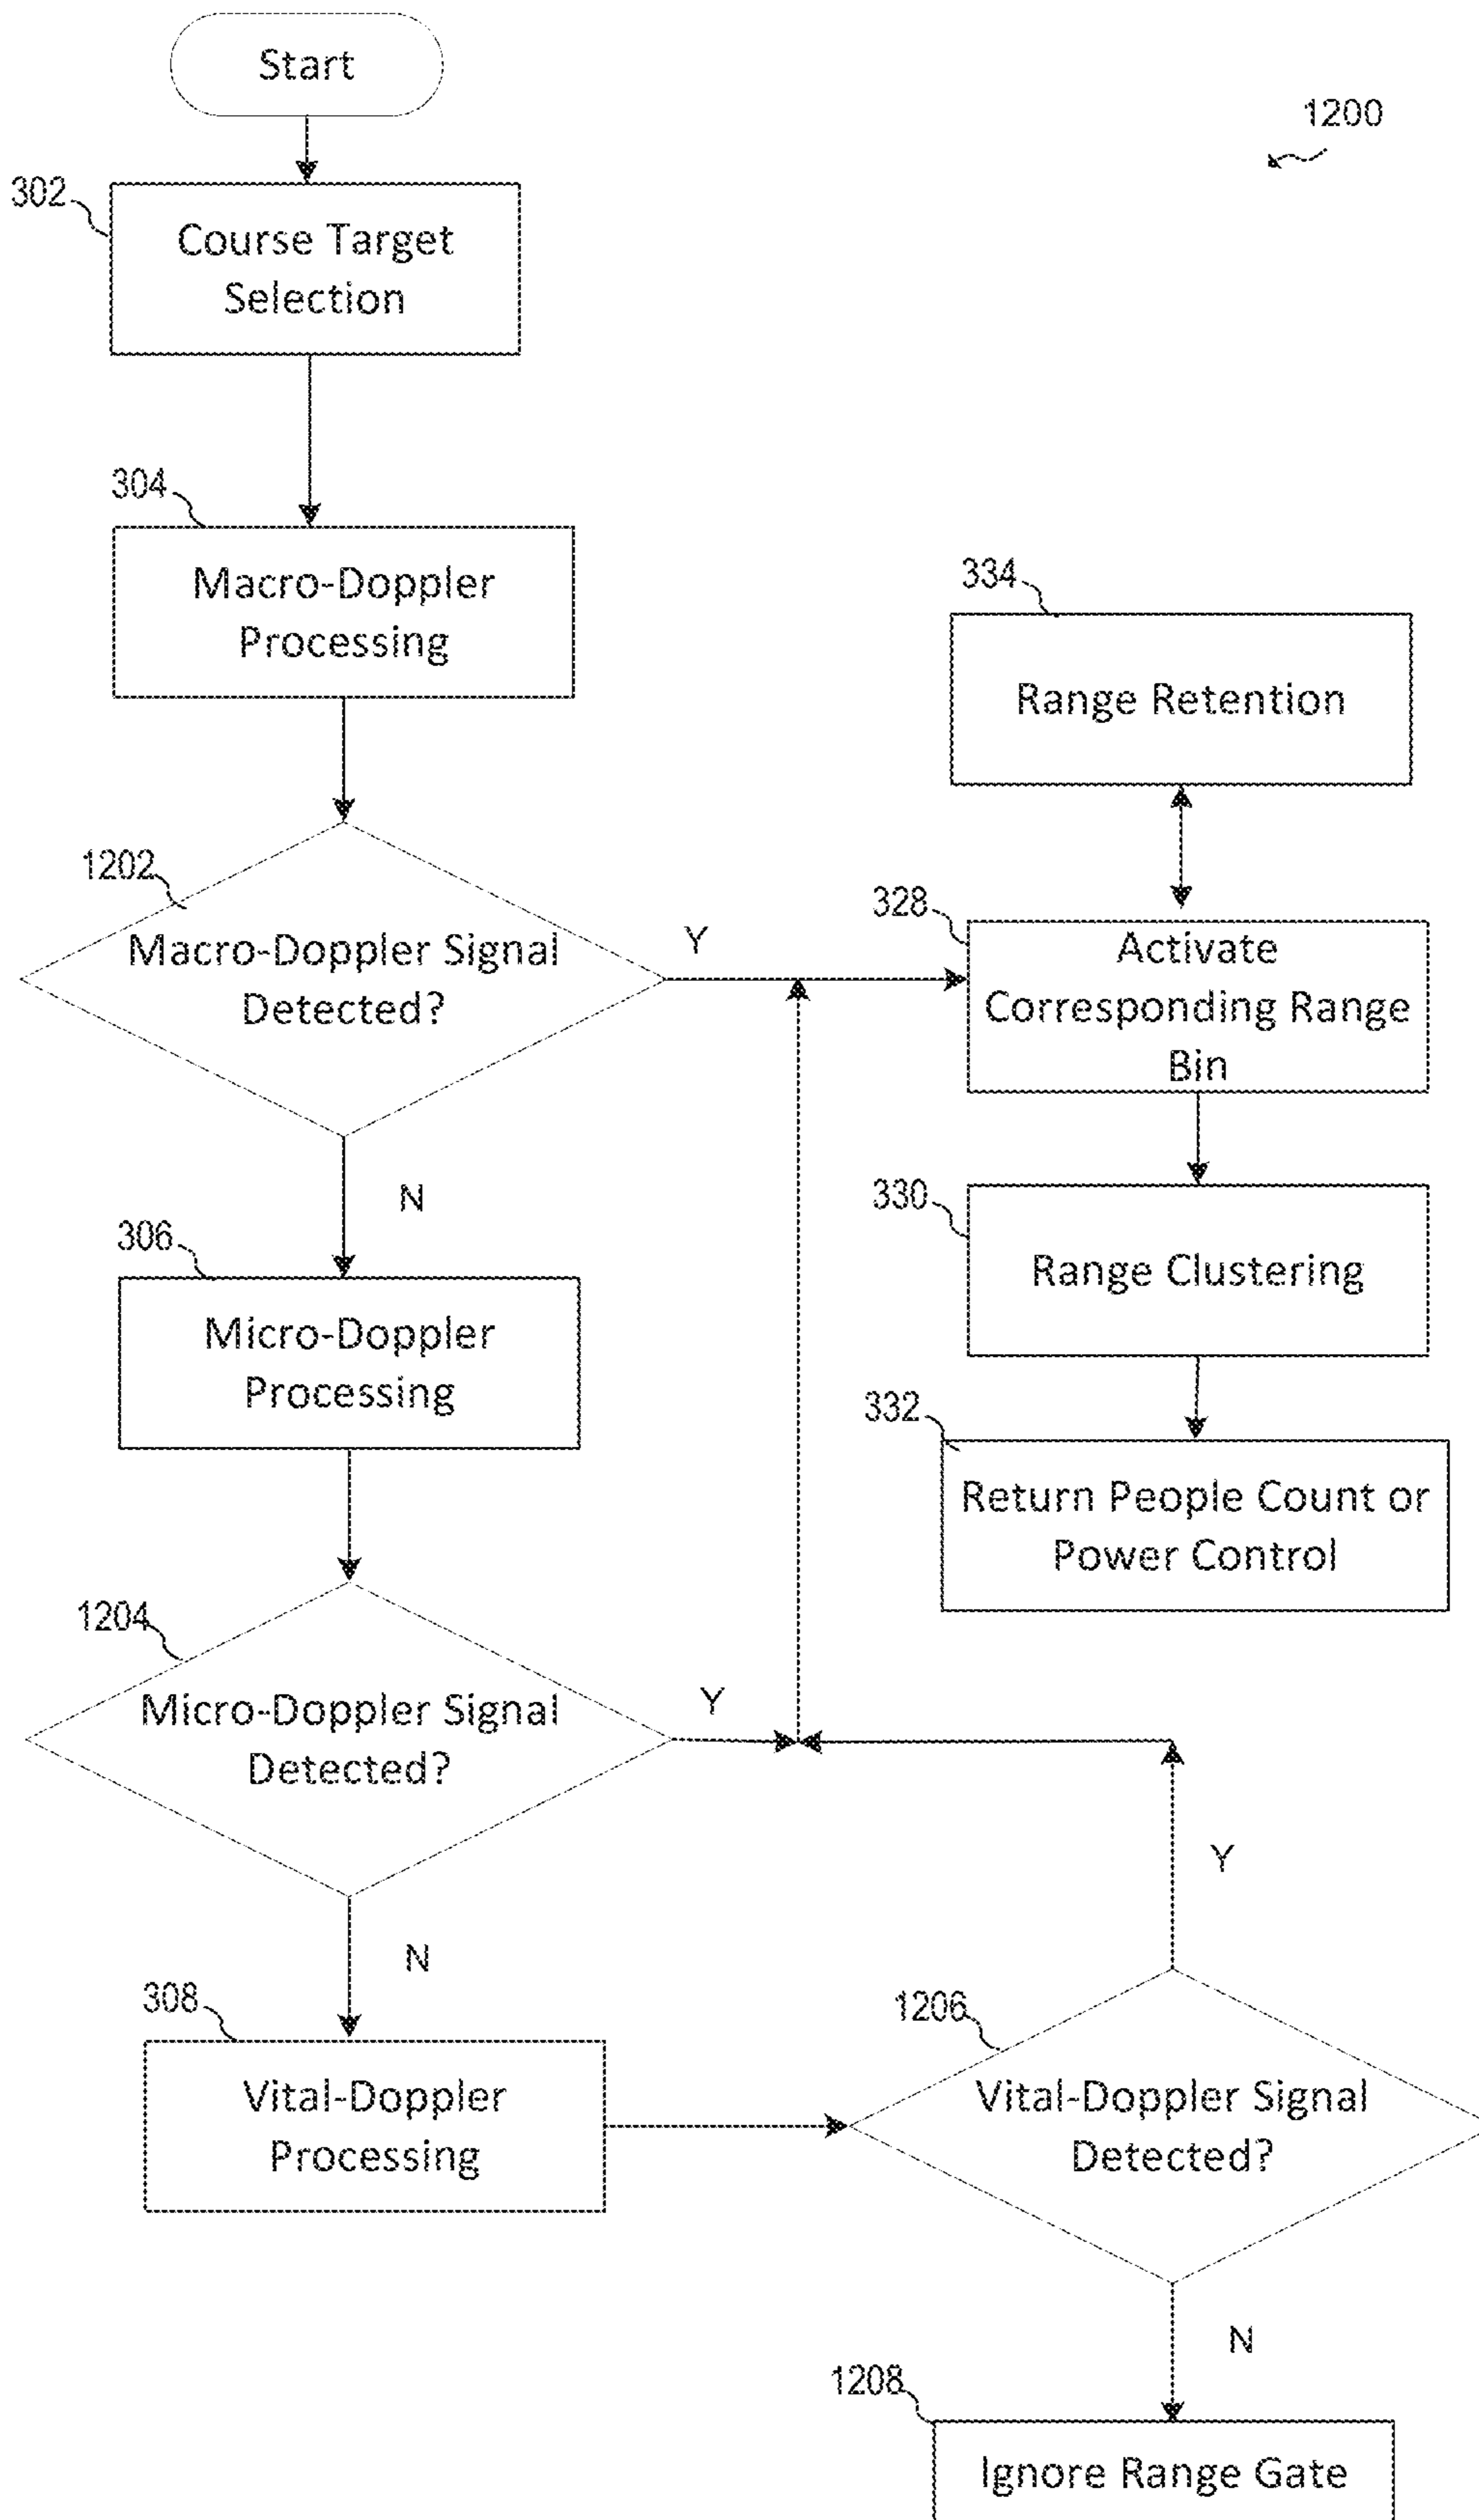 Start
1200
302
Course Target
Selection
304
Macro-Doppler
Processing
334
Range Retention
1202
Macro-Doppler Signal
Detected?
Y
328
Activate
Corresponding Range
Bin
N
330
Range Clustering
306
Micro-Doppler
Processing
332
Return People Count or
Power Control
1204
Micro-Doppler Signal
Detected?
Y
Y
N
308
Vital-Doppler
Processing
1206
Vital-Doppler Signal
Detected?
N
1208
Ignore Range Gate